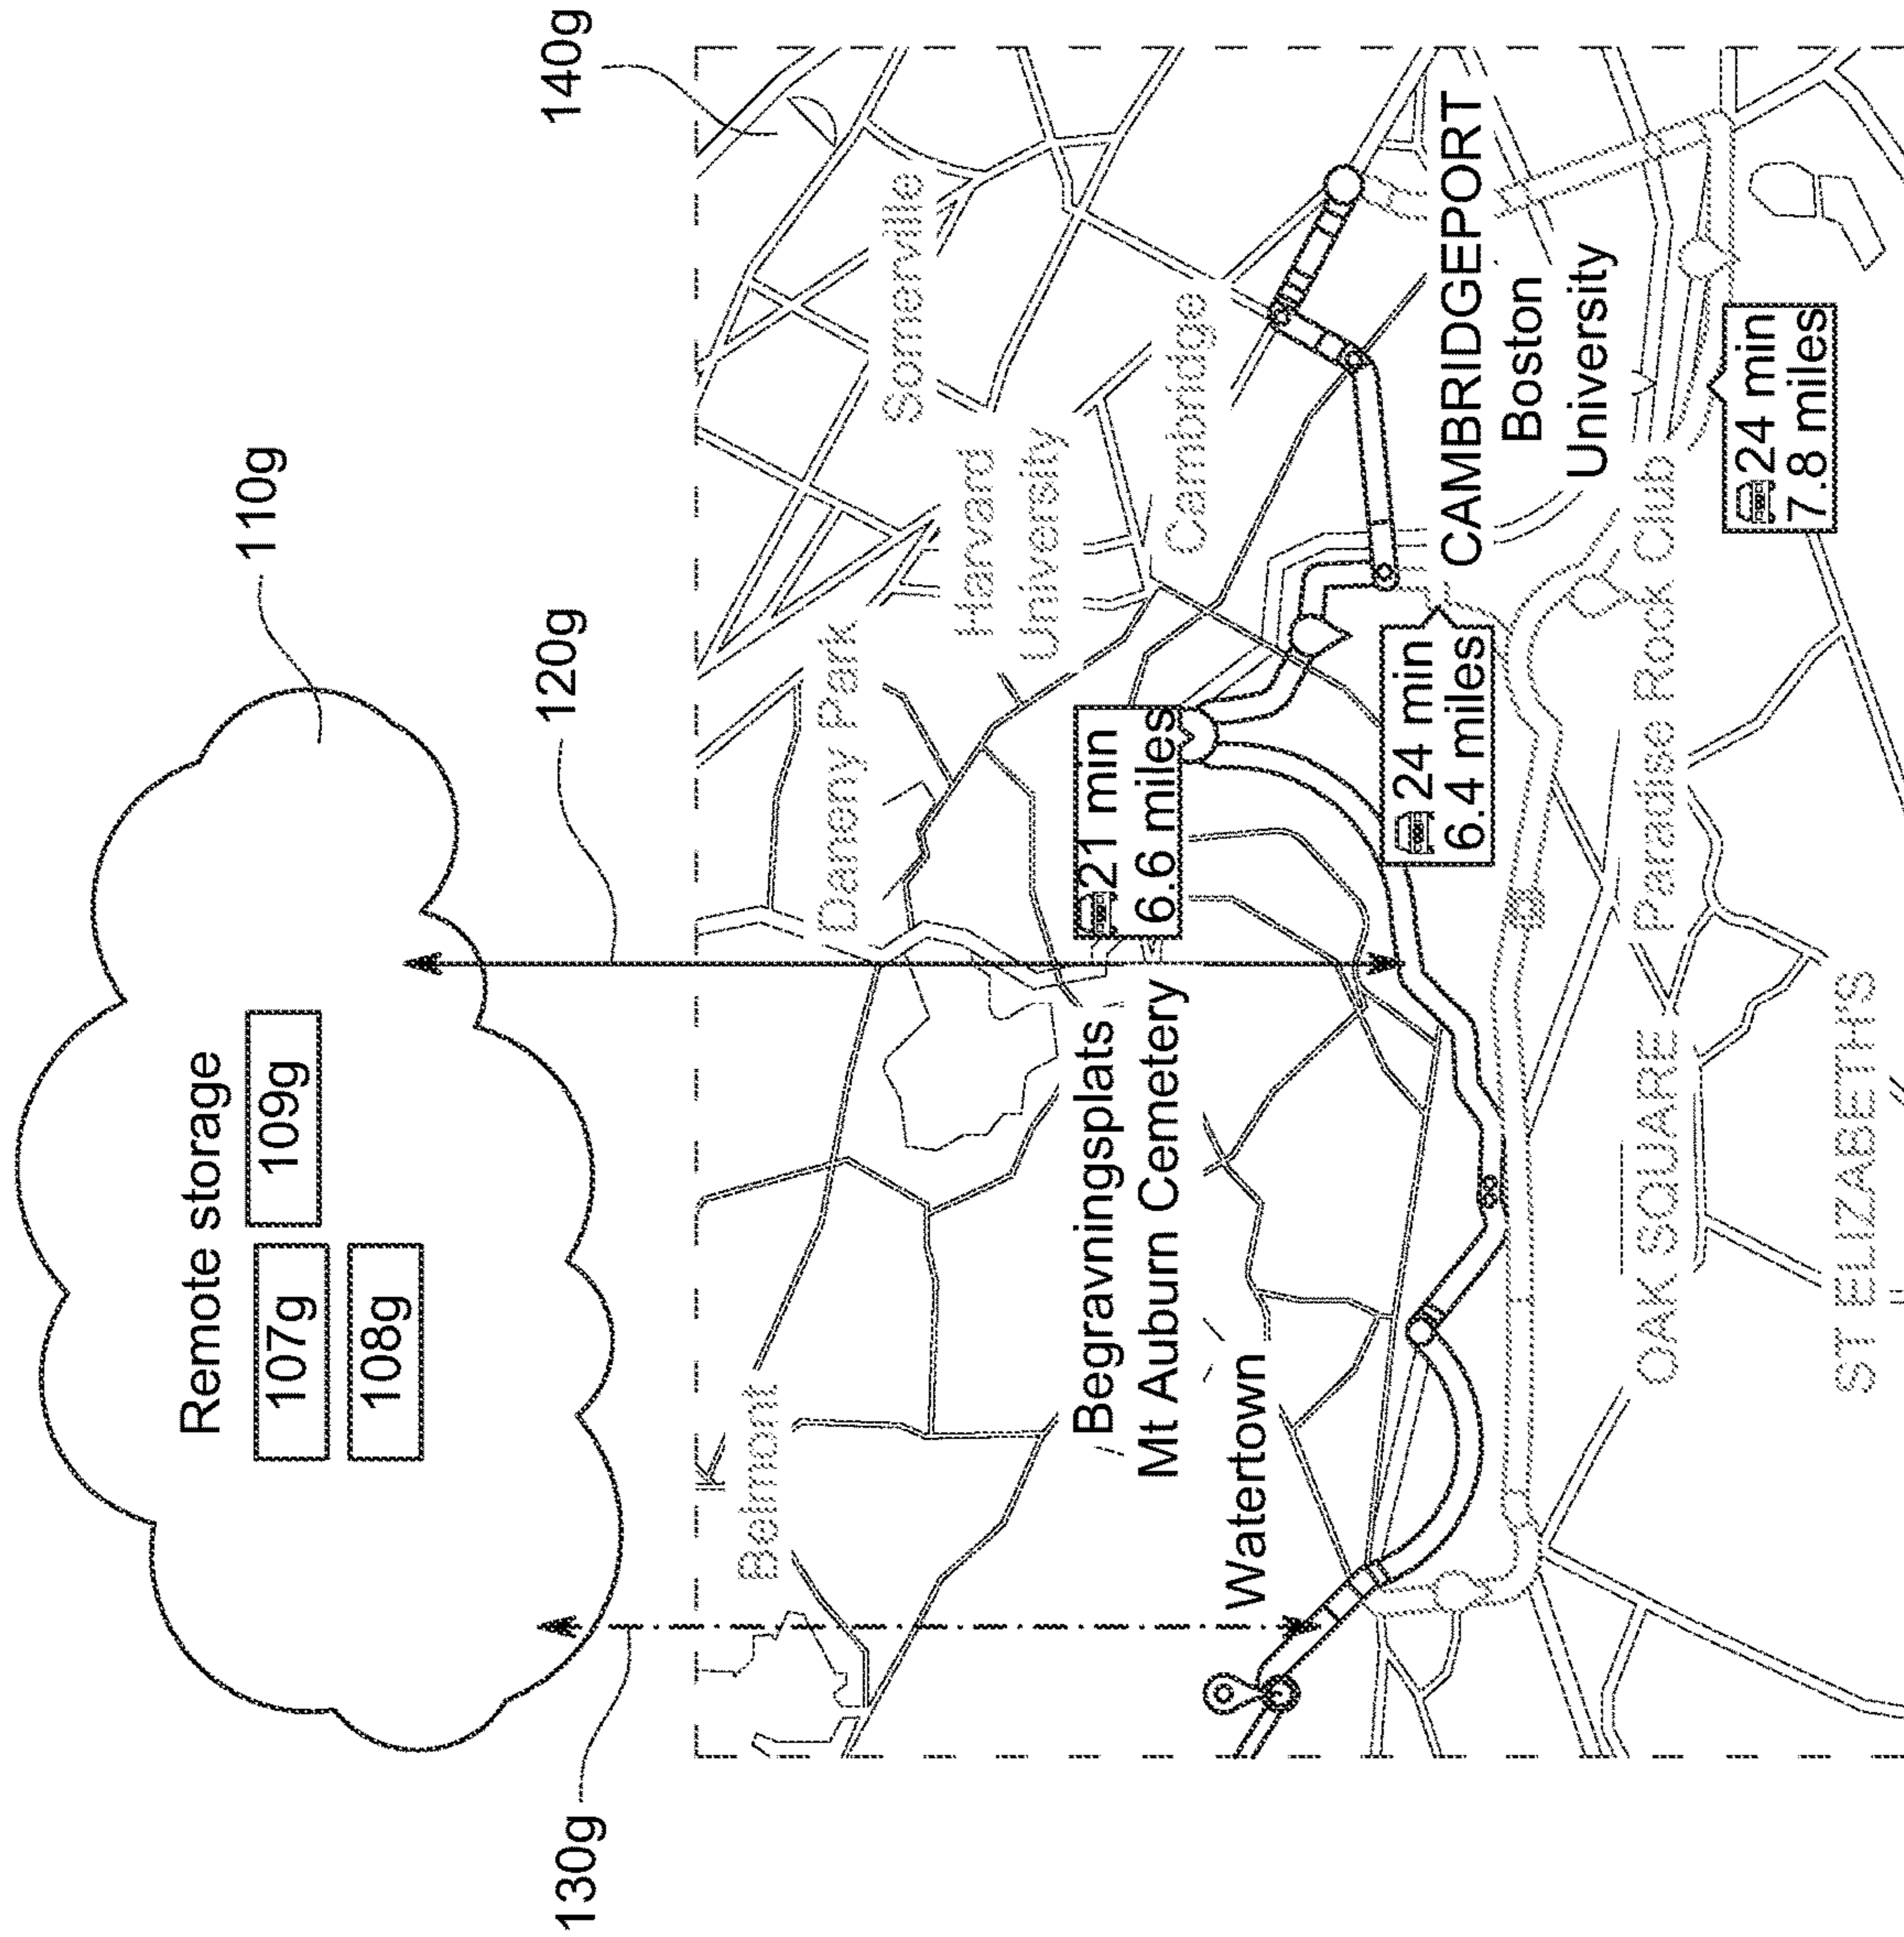 110g
Remote storage
107g
109g
108g
120g
130g
140g
Belmont
Daneny Park
Somerville
Harvard
University
Begravningsplats
Mt Auburn Cemetery
21 min
6.6 miles
Cambridge
Watertown
24 min
6.4 miles
CAMBRIDGEPORT
Boston
University
OAK SQUARE
Paradise Rock Club
24 min
7.8 miles
ST ELIZABETH'S